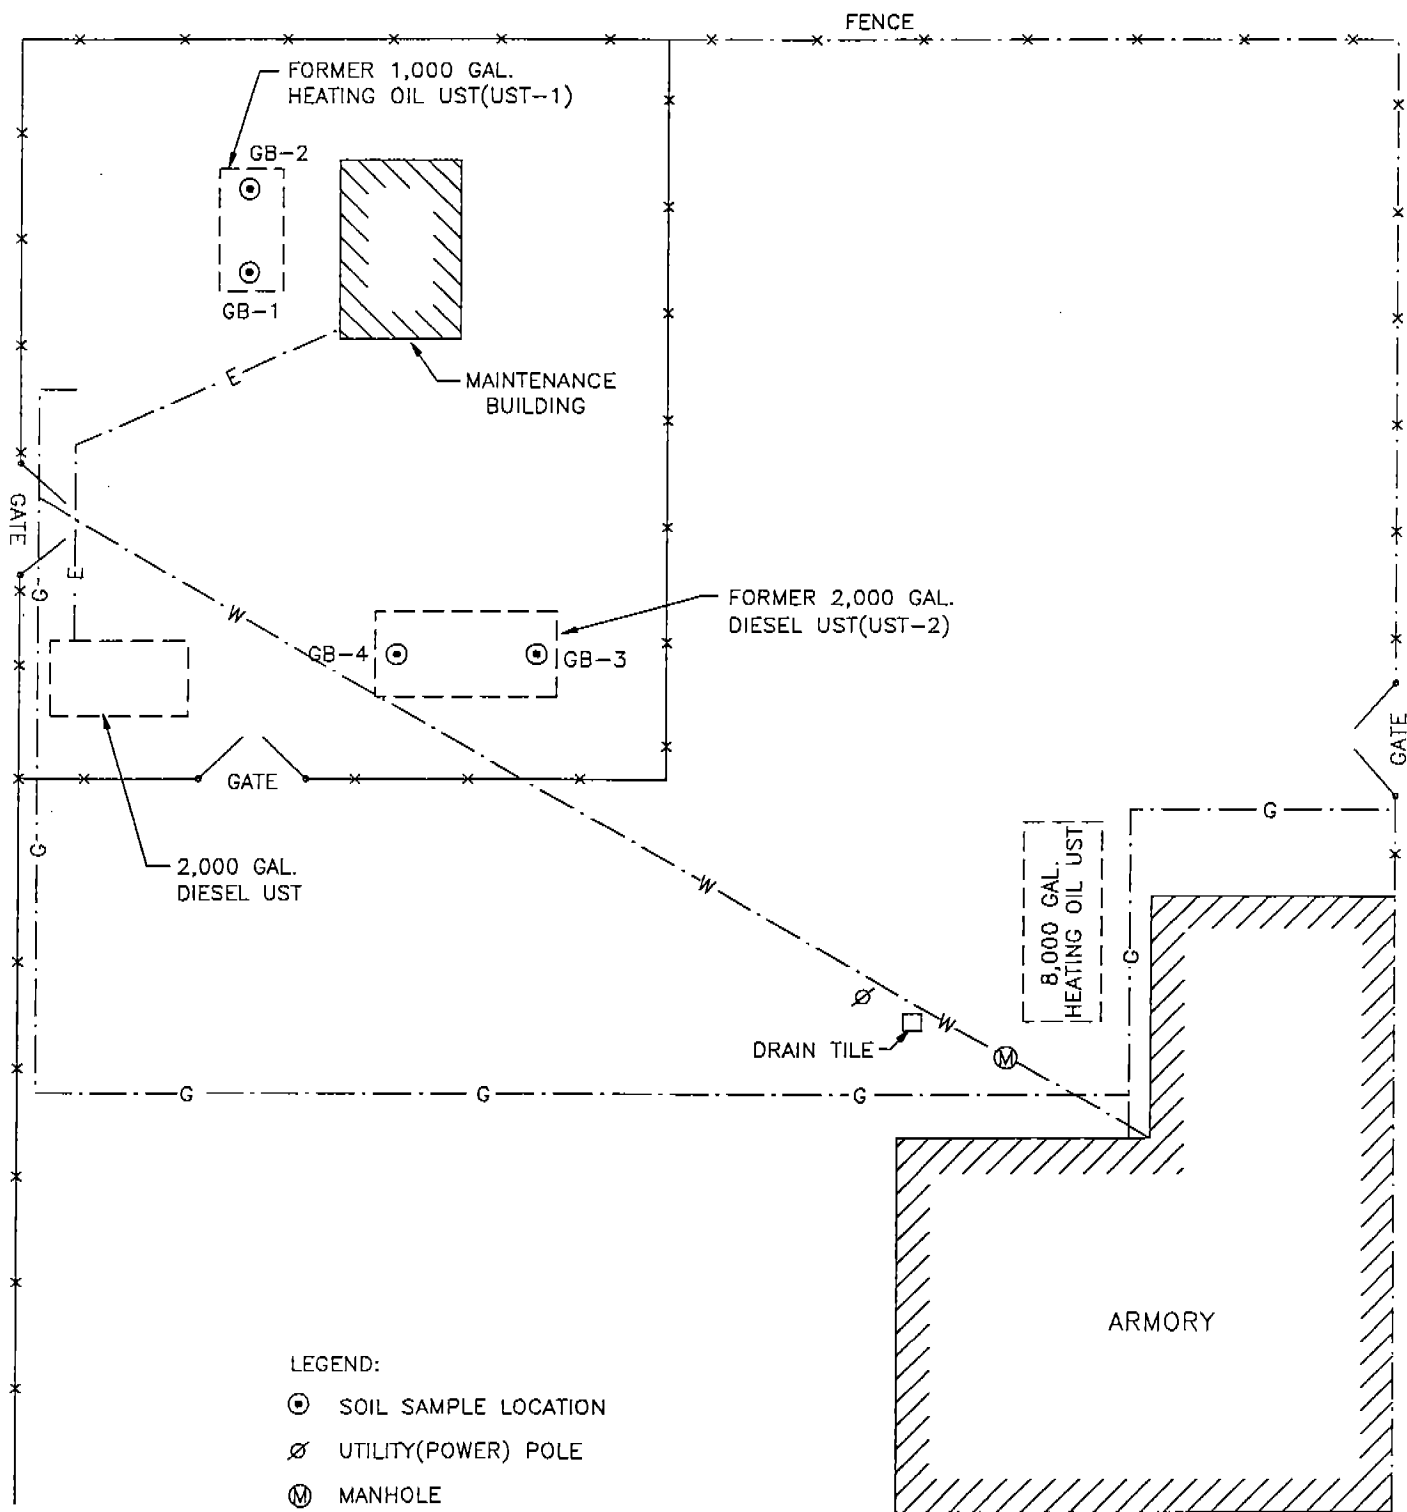 FENCE
FORMER 1,000 GAL.
HEATING OIL UST(UST-1)
GB-2
GB-1
E
MAINTENANCE
BUILDING
GATE
E
G
W
FORMER 2,000 GAL.
DIESEL UST(UST-2)
GB-4
GB-3
GATE
GATE
G
G
2,000 GAL.
DIESEL UST
W
8,000 GAL.
HEATING OIL UST
G
W
DRAIN TILE
M
G
G
G
ARMORY
LEGEND:
SOIL SAMPLE LOCATION
UTILITY(POWER) POLE
M MANHOLE